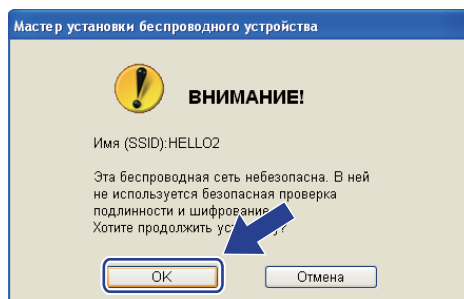 Мастер установки беспроводного устройства
ВНИМАНИЕ!
Имя (SSID):HELLO2
Эта беспроводная сеть небезопасна. В ней
не используется безопасная проверка
подлинности и шифрование
Хотите продолжить
OK
Отмена